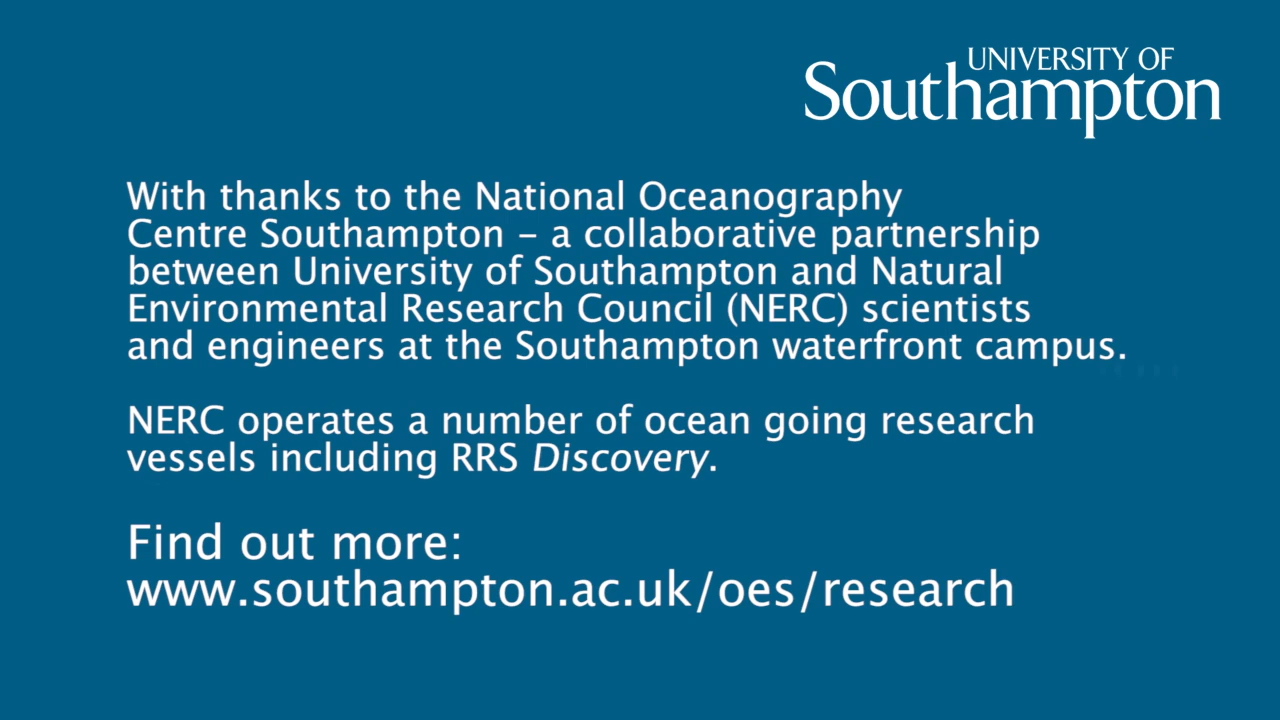 UNIVERSITY OF
Southampton
With thanks to the National Oceanography
Centre Southampton – a collaborative partnership
between University of Southampton and Natural
Environmental Research Council (NERC) scientists
and engineers at the Southampton waterfront campus.
NERC operates a number of ocean going research
vessels including RRS Discovery.
Find out more:
www.southampton.ac.uk/oes/research